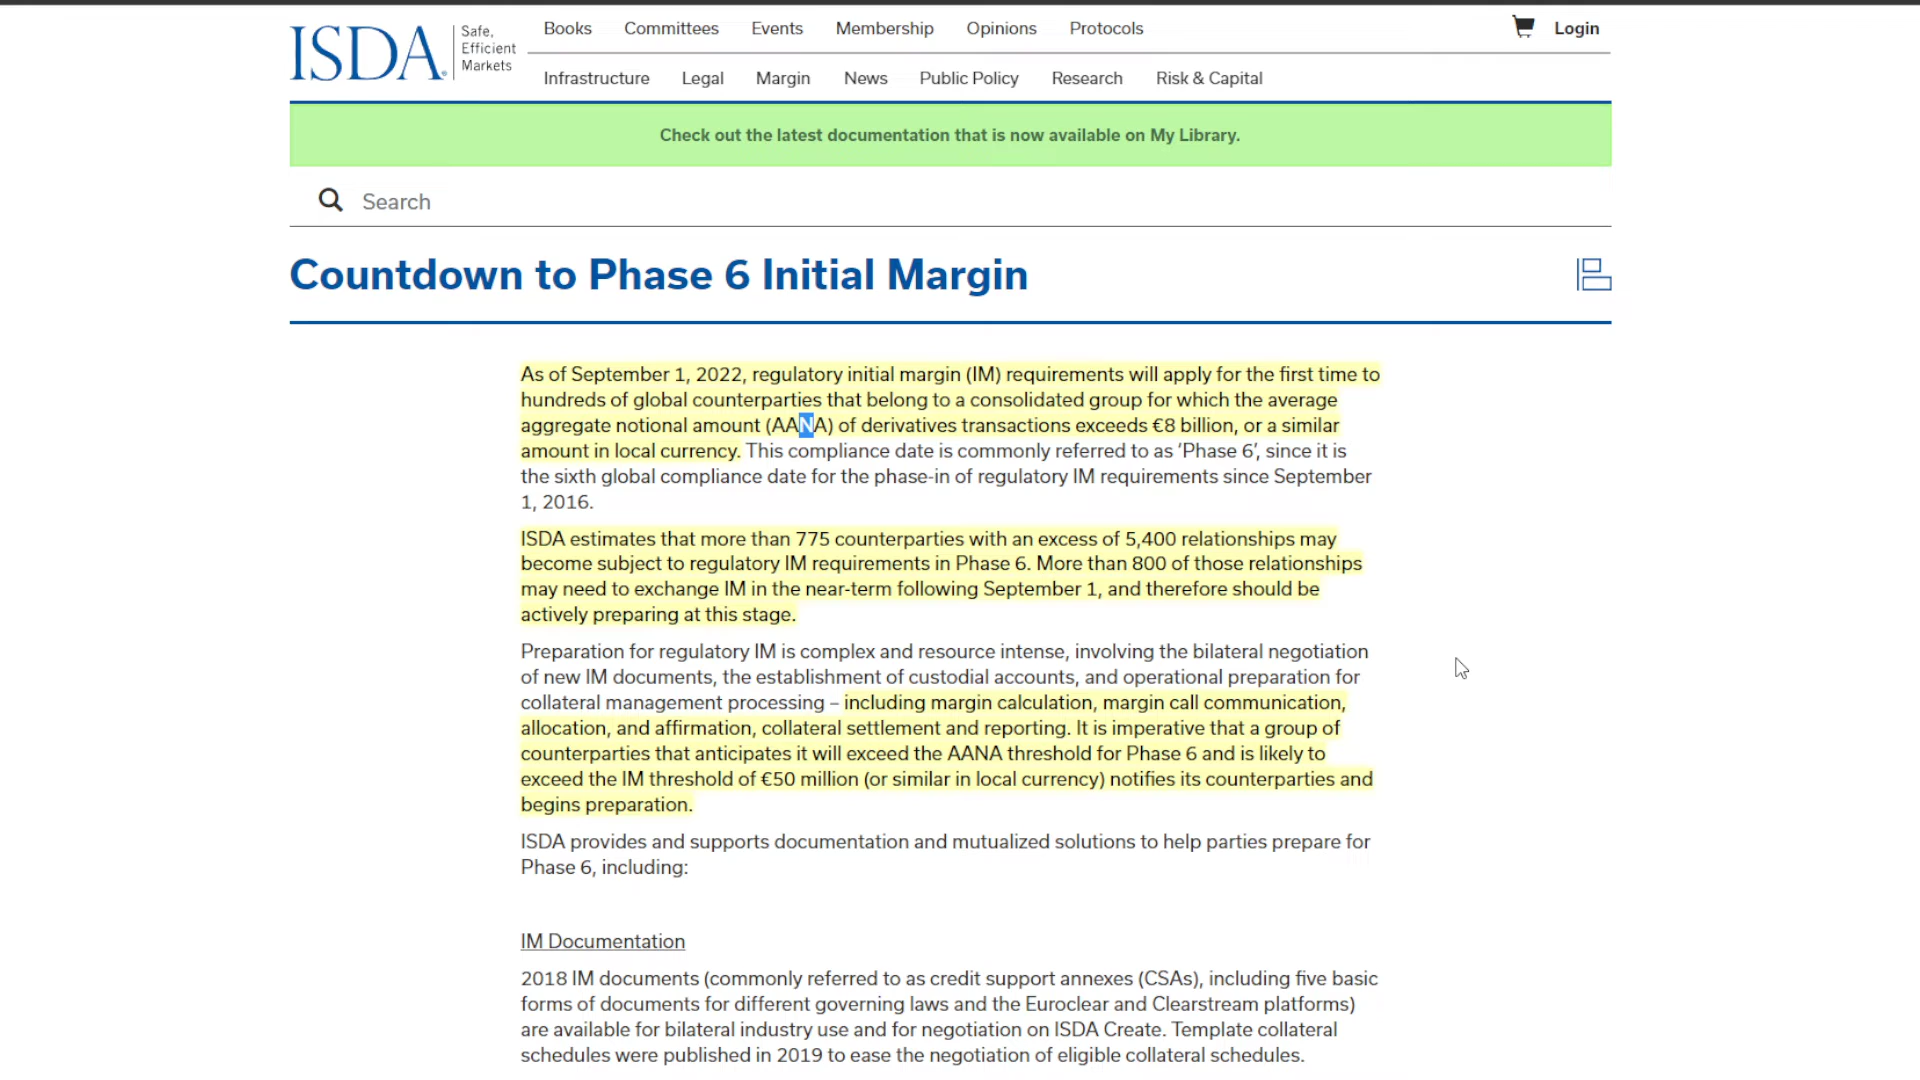 ISDA
Safe,
Efficient
Markets
Books Committees Events Membership Opinions Protocols
Login
Infrastructure Legal Margin News Public Policy Research Risk & Capital
Check out the latest documentation that is now available on My Library.
Search
Countdown to Phase 6 Initial Margin
As of September 1, 2022, regulatory initial margin (IM) requirements will apply for the first time to
hundreds of global counterparties that belong to a consolidated group for which the average
aggregate notional amount (AANA) of derivatives transactions exceeds €8 billion, or a similar
amount in local currency. This compliance date is commonly referred to as ‘Phase 6’, since it is
the sixth global compliance date for the phase-in of regulatory IM requirements since September
1, 2016.
ISDA estimates that more than 775 counterparties with an excess of 5,400 relationships may
become subject to regulatory IM requirements in Phase 6. More than 800 of those relationships
may need to exchange IM in the near-term following September 1, and therefore should be
actively preparing at this stage.
Preparation for regulatory IM is complex and resource intense, involving the bilateral negotiation
of new IM documents, the establishment of custodial accounts, and operational preparation for
collateral management processing – including margin calculation, margin call communication,
allocation, and affirmation, collateral settlement and reporting. It is imperative that a group of
counterparties that anticipates it will exceed the AANA threshold for Phase 6 and is likely to
exceed the IM threshold of €50 million (or similar in local currency) notifies its counterparties and
begins preparation.
ISDA provides and supports documentation and mutualized solutions to help parties prepare for
Phase 6, including:
IM Documentation
2018 IM documents (commonly referred to as credit support annexes (CSAs), including five basic
forms of documents for different governing laws and the Euroclear and Clearstream platforms)
are available for bilateral industry use and for negotiation on ISDA Create. Template collateral
schedules were published in 2019 to ease the negotiation of eligible collateral schedules.